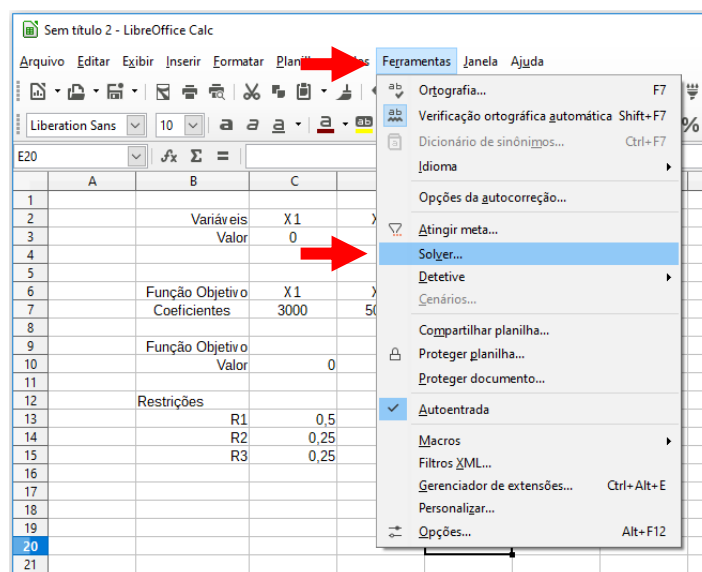 Sem título 2 - LibreOffice Calc
Arquivo Editar Exibir Inserir Formatar Ferramentas Janela Ajuda
Liberation Sans 10 a a a a ab %
E20 fx Σ =
A B C
1
2 Variáveis X1
3 Valor 0
4
5
6 Função Objetivo X1
7 Coeficientes 3000
8
9 Função Objetivo
10 Valor 0
11
12 Restrições
13 R1 0,5
14 R2 0,25
15 R3 0,25
16
17
18
19
20
21
Ortografia... F7
Verificação ortográfica automática Shift+F7
Dicionário de sinônimos... Ctrl+F7
Idioma
Opções da autocorreção...
Atingir meta...
Solver...
Detetive
Cenários...
Compartilhar planilha...
Proteger planilha...
Proteger documento...
Autoentrada
Macros
Filtros XML...
Gerenciador de extensões... Ctrl+Alt+E
Personalizar...
Opções... Alt+F12